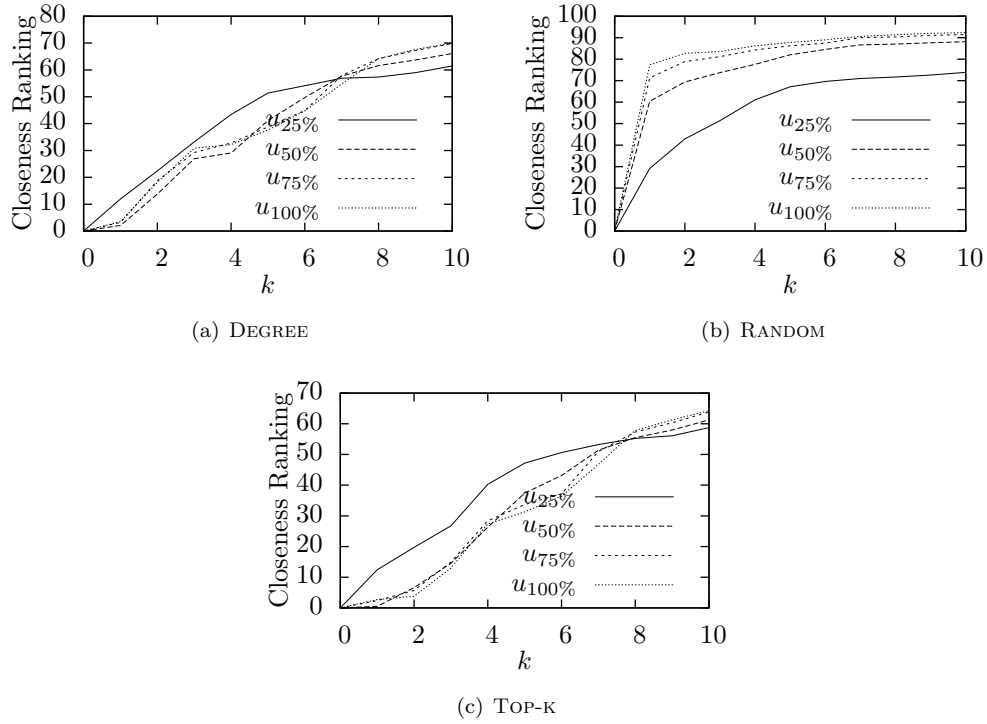 80
70
60
50
40
30
20
10
0
Closeness Ranking
u25%
u50%
u75%
u100%
0 2 4 6 8 10
k
(a) DEGREE
100
90
80
70
60
50
40
30
20
10
0
Closeness Ranking
u25%
u50%
u75%
u100%
0 2 4 6 8 10
k
(b) RANDOM
70
60
50
40
30
20
10
0
Closeness Ranking
u25%
u50%
u75%
u100%
0 2 4 6 8 10
k
(c) TOP-K